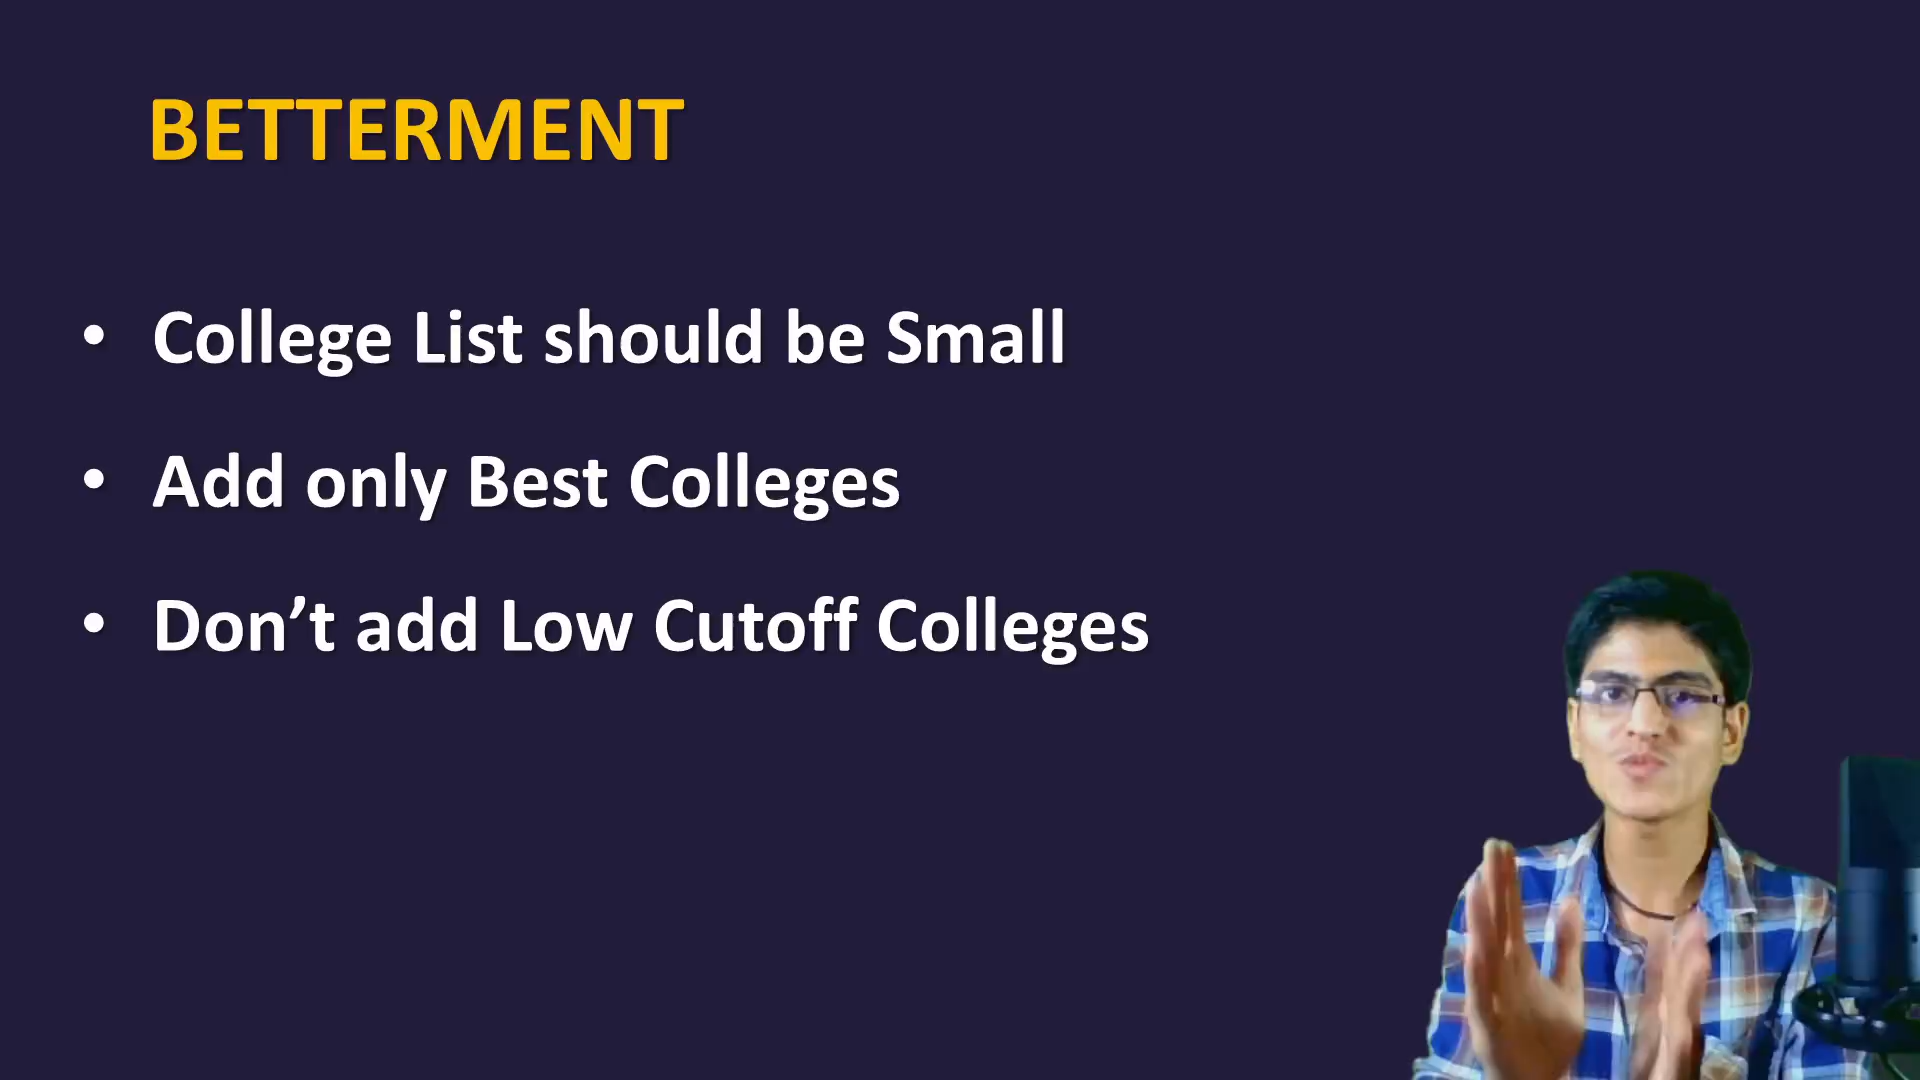 BETTERMENT
• College List should be Small
• Add only Best Colleges
• Don’t add Low Cutoff Colleges